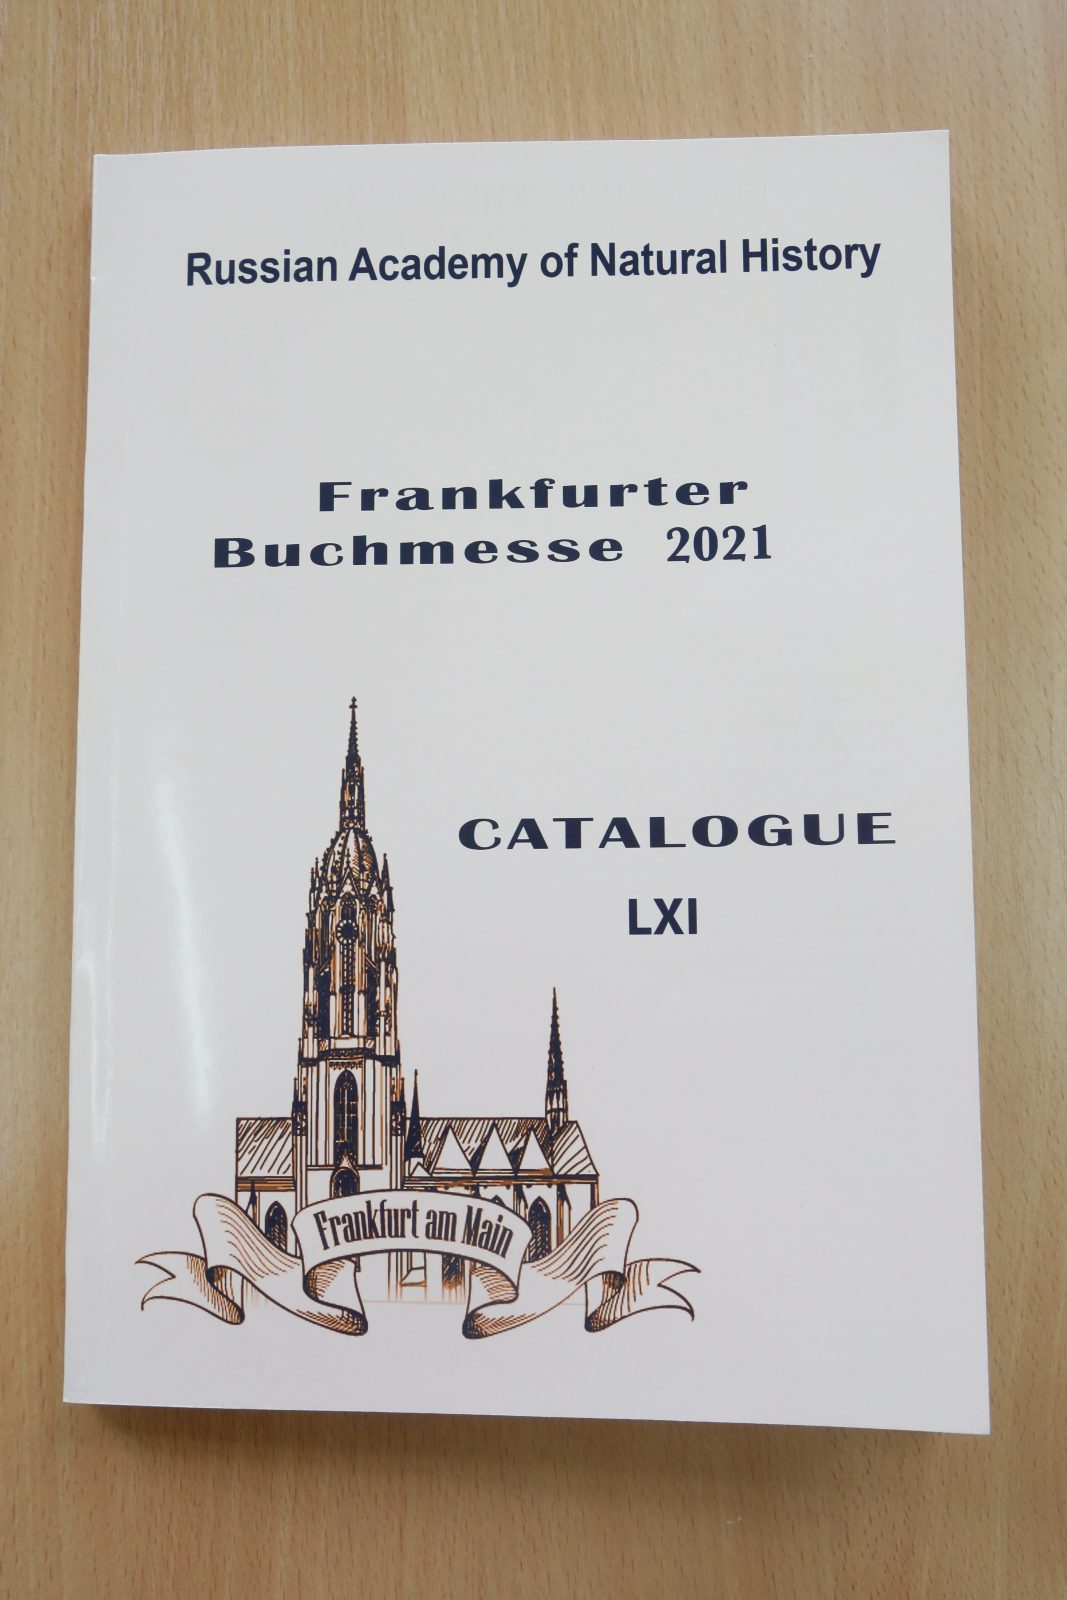 Russian Academy of Natural History
Frankfurter
Buchmesse 2021
CATALOGUE
LXI
Frankfurt am Main